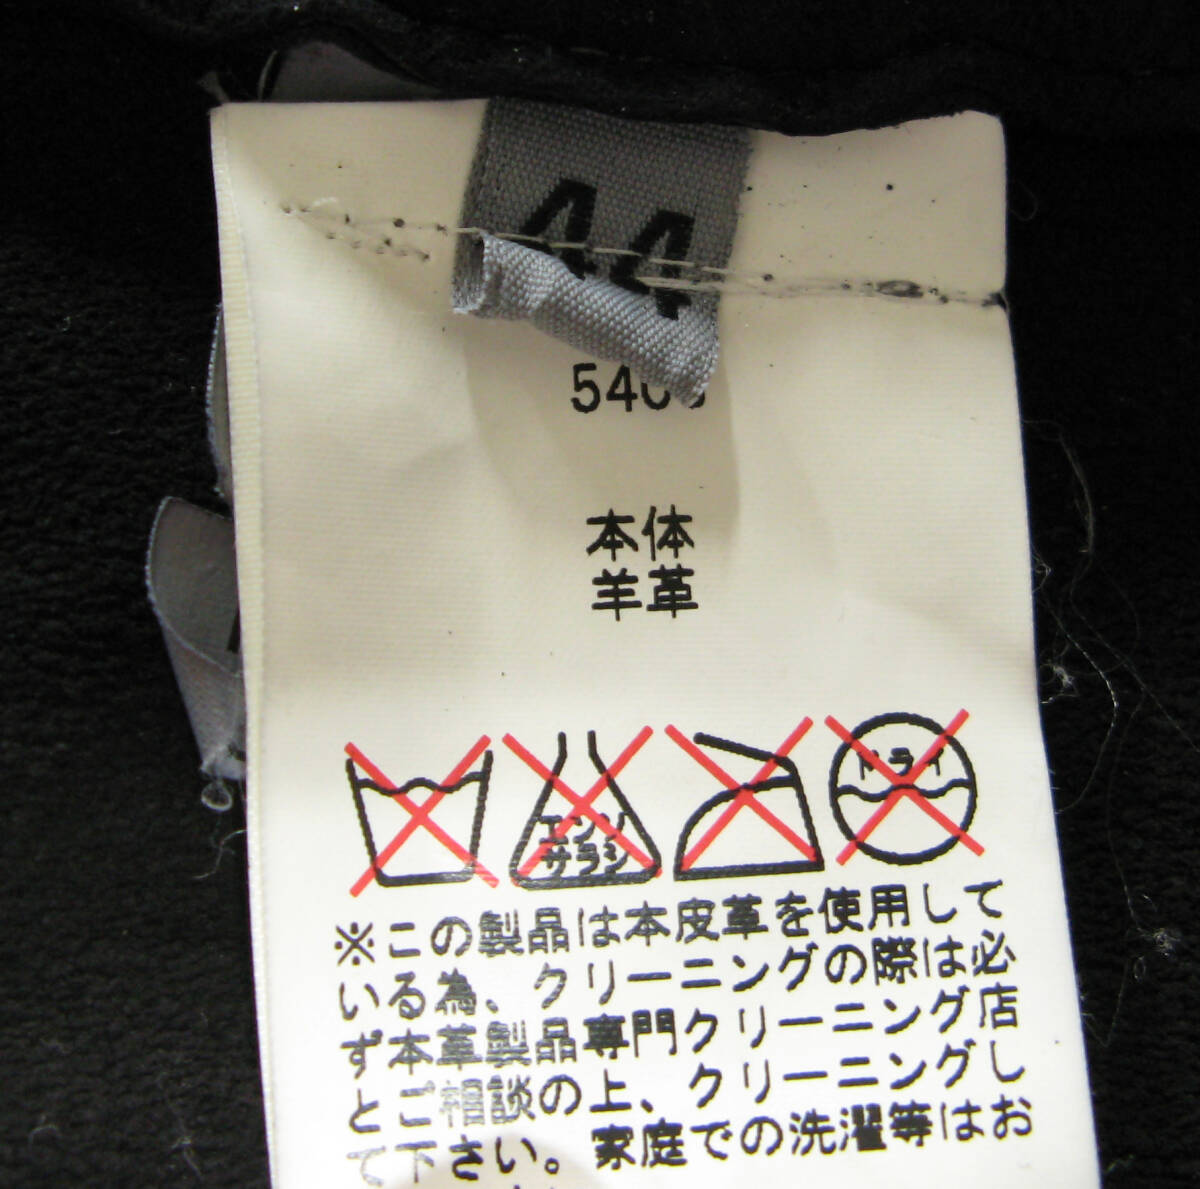 44
本体
羊革
エンソ
サラシ
ドライ
※この製品は本皮革を使用して
いる為、クリーニングの際は必
ず本革製品専門クリーニング店
とご相談の上、クリーニングし
て下さい。家庭での洗濯等はお